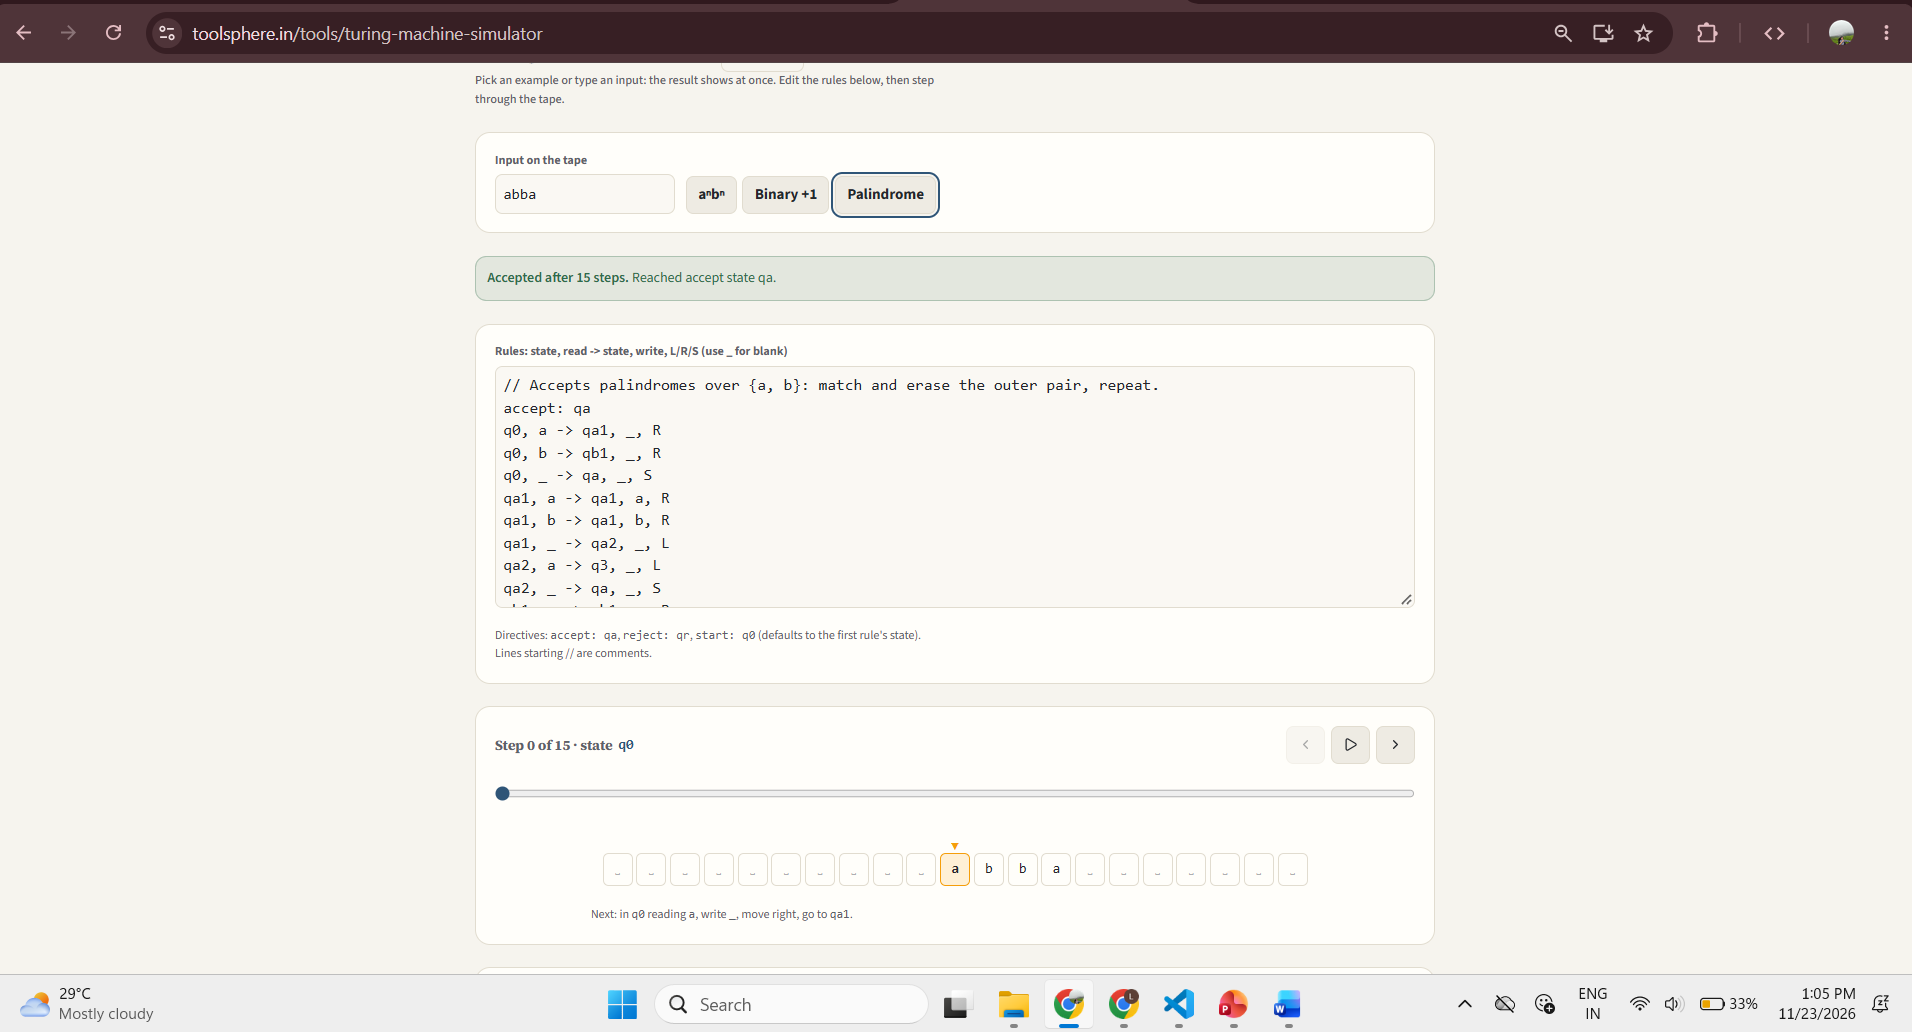 toolsphere.in/tools/turing-machine-simulator
Pick an example or type an input: the result shows at once. Edit the rules below, then step
through the tape.
Input on the tape
abba
aⁿbⁿ
Binary +1
Palindrome
Accepted after 15 steps. Reached accept state qa.
Rules: state, read -> state, write, L/R/S (use _ for blank)
// Accepts palindromes over {a, b}: match and erase the outer pair, repeat.
accept: qa
q0, a -> qa1, _, R
q0, b -> qb1, _, R
q0, _ -> qa, _, S
qa1, a -> qa1, a, R
qa1, b -> qa1, b, R
qa1, _ -> qa2, _, L
qa2, a -> q3, _, L
qa2, _ -> qa, _, S
Directives: accept: qa, reject: qr, start: q0 (defaults to the first rule's state).
Lines starting // are comments.
Step 0 of 15 · state q0
_ _ _ _ _ _ _ _ _ _ a b b a _ _ _ _ _ _ _
Next: in q0 reading a, write _, move right, go to qa1.
29°C
Mostly cloudy
Search
ENG
IN
33%
1:05 PM
11/23/2026